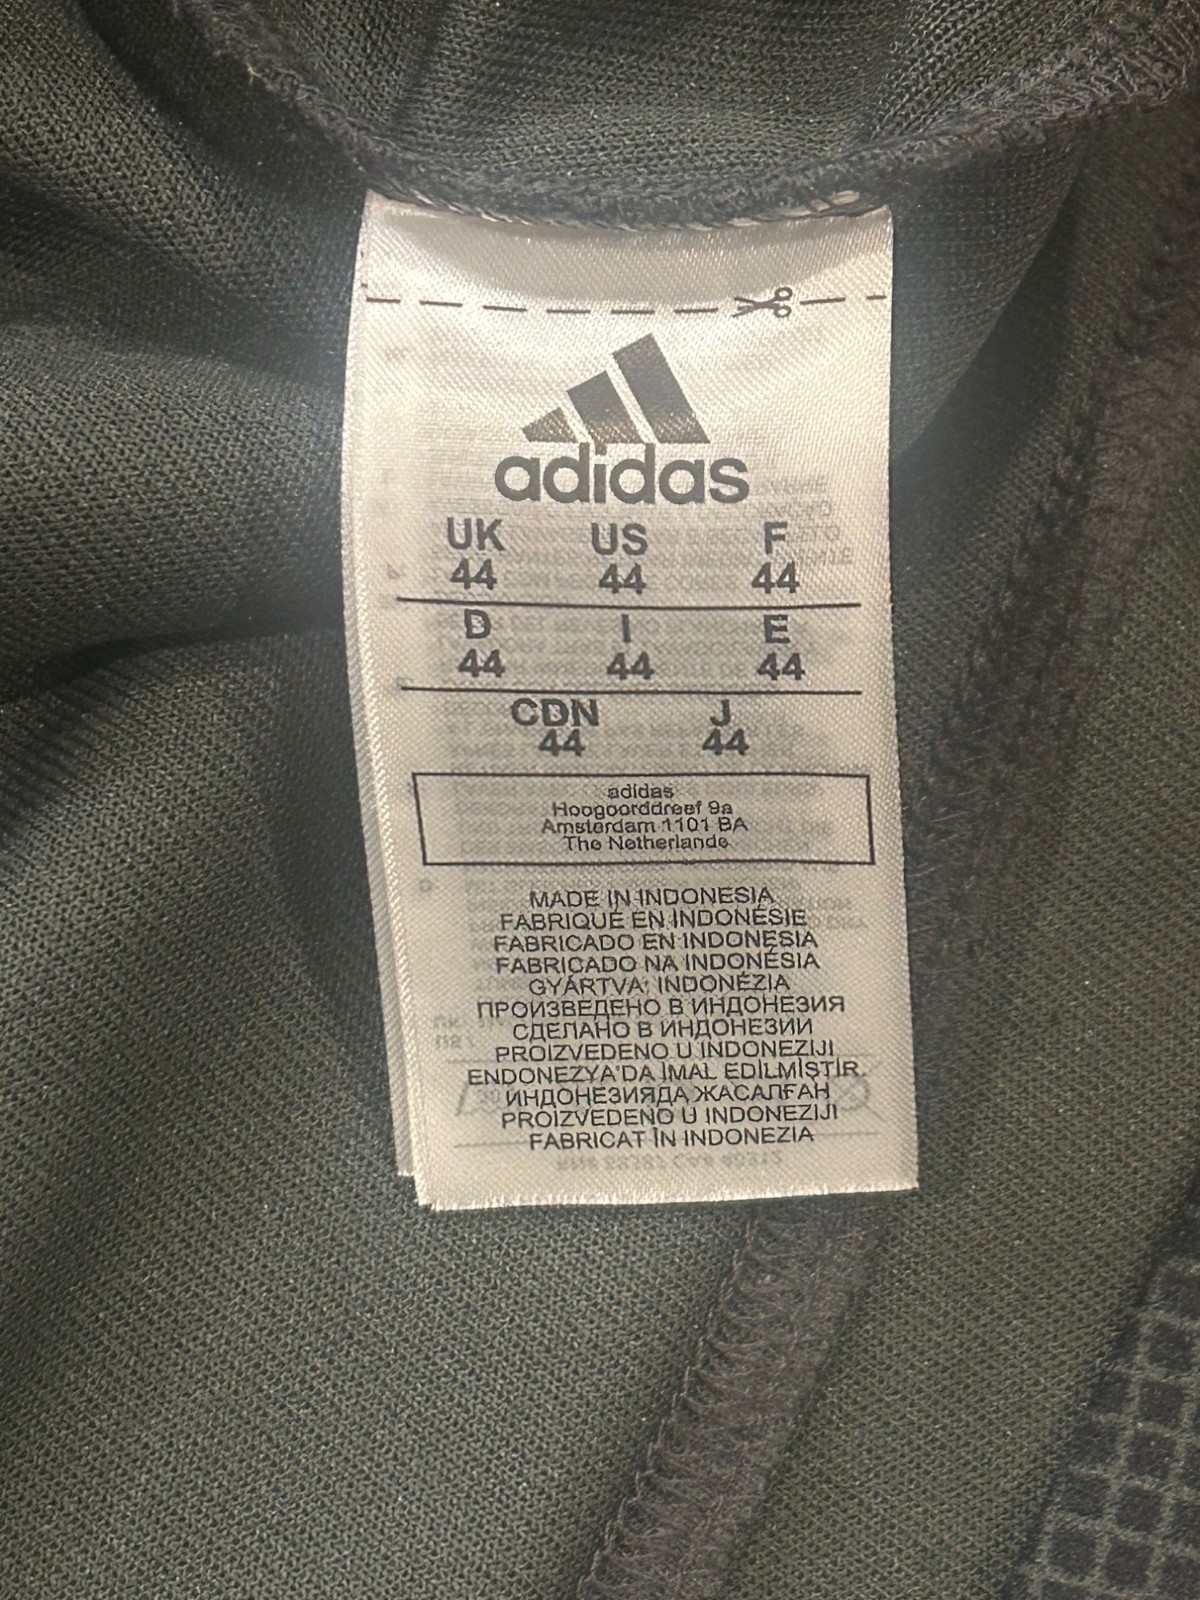 adidas
UK US F
44 44 44
D I E
44 44 44
CDN J
44 44
adidas
Hoogoorddreef 9a
Amsterdam 1101 BA
The Netherlands
MADE IN INDONESIA
FABRIQUÉ EN INDONÉSIE
FABRICADO EN INDONESIA
FABRICADO NA INDONÉSIA
GYÁRTVA: INDONÉZIA
ПРОИЗВЕДЕНО В ИНДОНЕЗИЯ
СДЕЛАНО В ИНДОНЕЗИИ
PROIZVEDENO U INDONEZIJI
ENDONEZYA'DA İMAL EDİLMİŞTİR.
ИНДОНЕЗИЯДА ЖАСАЛҒАН
PROIZVEDENO U INDONEZIJI
FABRICAT ÎN INDONEZIA